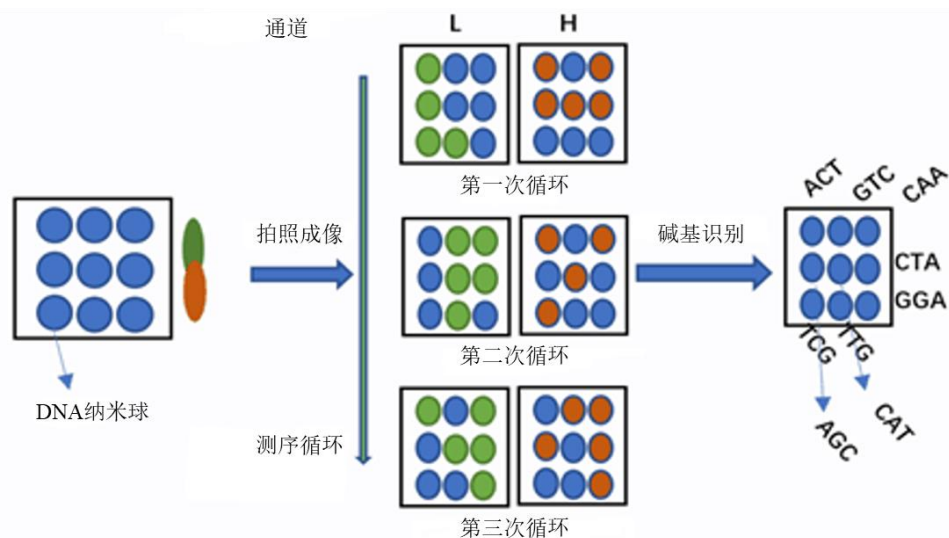 通道
L
H
第一次循环
拍照成像
第二次循环
碱基识别
测序循环
第三次循环
DNA纳米球
ACT
GTC
CAA
CTA
GGA
TCG
TTG
AGC
CAT